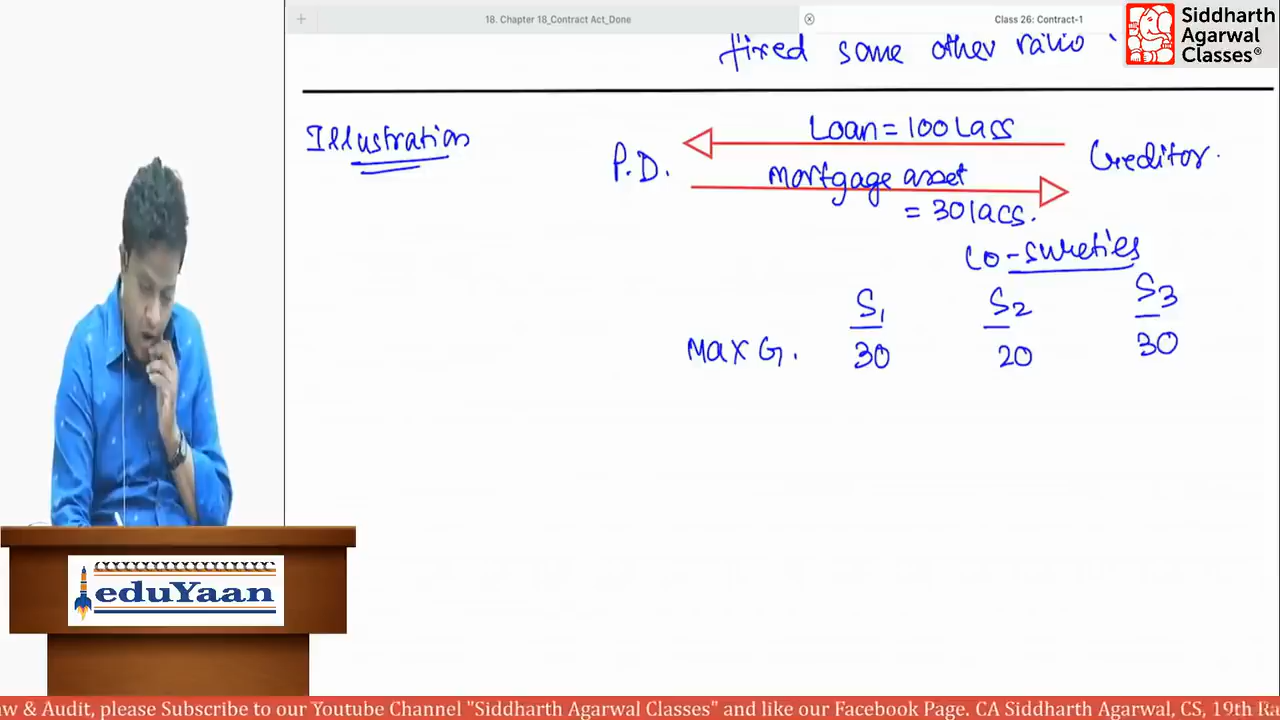 18. Chapter 18_Contract Act_Done
Class 26: Contract-1
Siddharth
Agarwal
Classes®
fixed some other ratio
Illustration
Loan = 100 Lacs
P.D.
Creditor.
mortgage asset
= 30 lacs.
Co-sureties
S1 S2 S3
Max G. 30 20 30
eduYaan
aw & Audit, please Subscribe to our Youtube Channel "Siddharth Agarwal Classes" and like our Facebook Page. CA Siddharth Agarwal, CS, 19th Ra